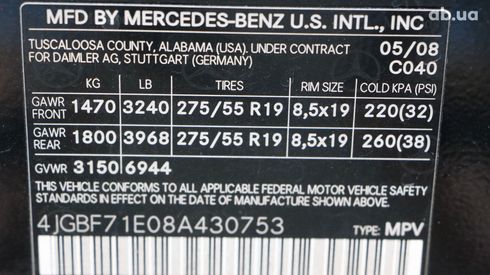 MFD BY MERCEDES-BENZ U.S. INTL., INC
ав.ua
TUSCALOOSA COUNTY, ALABAMA (USA). UNDER CONTRACT 05/08
FOR DAIMLER AG, STUTTGART (GERMANY) C040
KG LB TIRES RIM SIZE COLD KPA (PSI)
GAWR FRONT 1470 3240 275/55 R19 8,5x19 220(32)
GAWR REAR 1800 3968 275/55 R19 8,5x19 260(38)
GVWR 3150 6944
THIS VEHICLE CONFORMS TO ALL APPLICABLE FEDERAL MOTOR VEHICLE SAFETY
STANDARDS IN EFFECT ON THE DATE OF MANUFACTURE SHOWN ABOVE.
4JGBF71E08A430753 TYPE: MPV